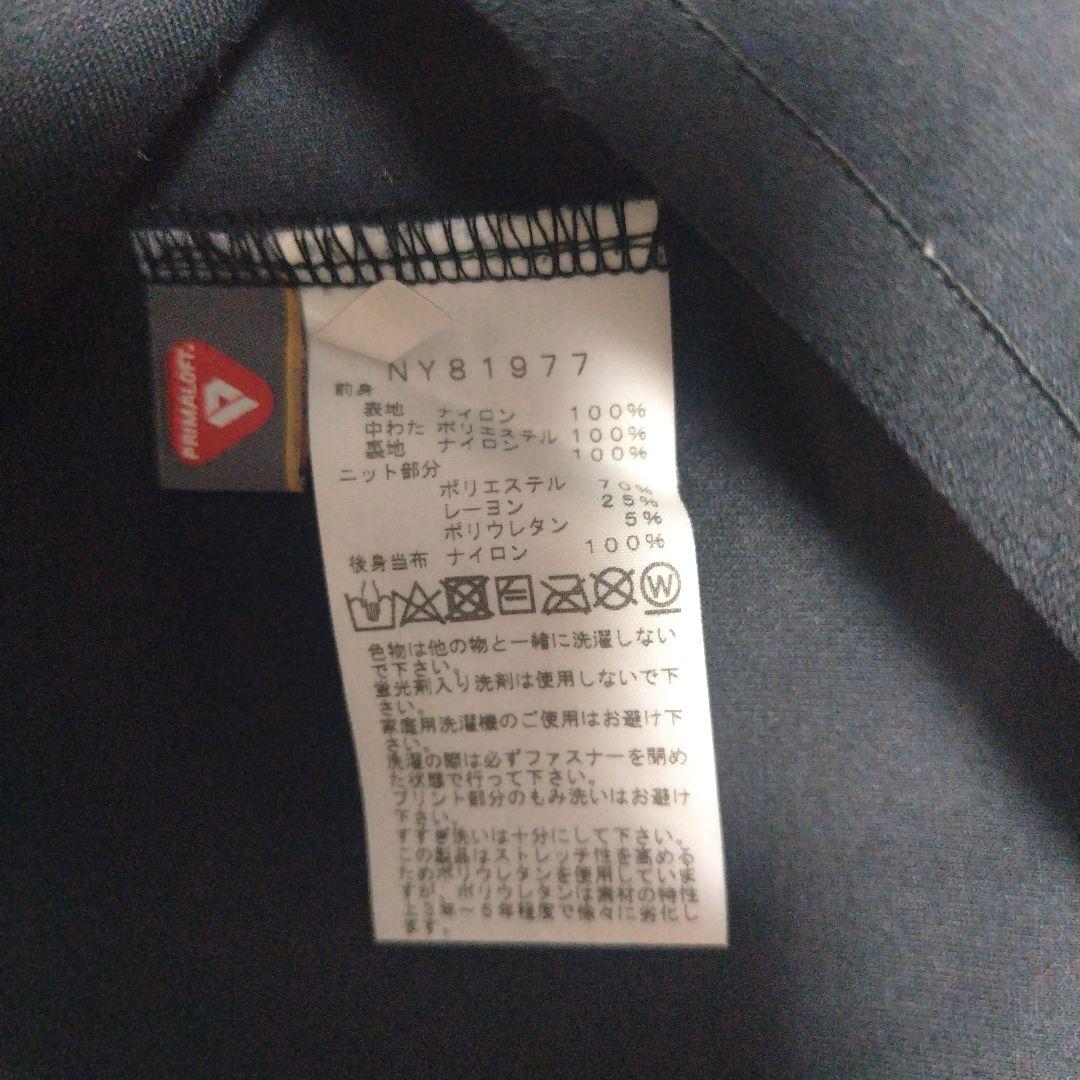 PRIMALOFT
NY81977
前身
表地 ナイロン 100%
中わた ポリエステル 100%
裏地 ナイロン 100%
ニット部分
ポリエステル 70%
レーヨン 25%
ポリウレタン 5%
後身当布 ナイロン 100%
W
色物は他の物と一緒に洗濯しない
で下さい。
蛍光剤入り洗剤は使用しないで下
さい。
家庭用洗濯機のご使用はお避け下
さい。
洗濯の際は必ずファスナーを閉め
た状態で行って下さい。
プリント部分のもみ洗いはお避け
下さい。
すすぎ洗いは十分にして下さい。
この製品はストレッチ性を高める
ためポリウレタンを使用していま
すが、ポリウレタンは素材の特性
上3年～5年程度で徐々に劣化し
ます。